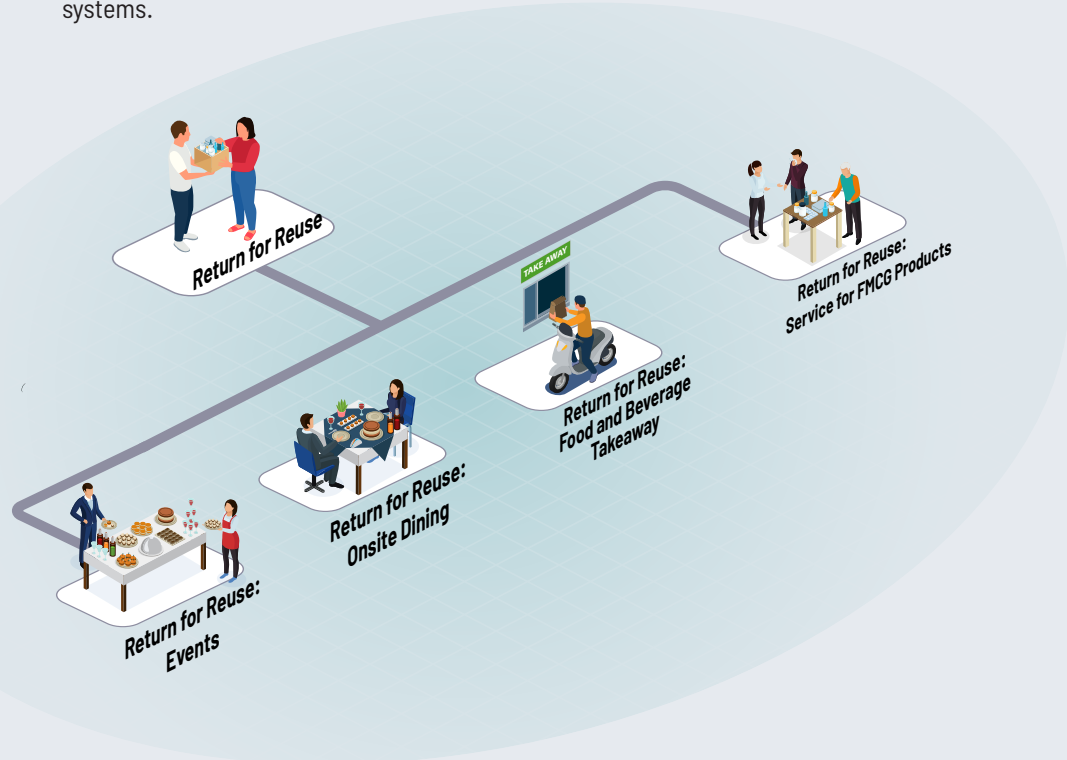 systems.
Return for Reuse
TAKE AWAY
Return for Reuse:
Service for FMCG Products
Return for Reuse:
Food and Beverage
Takeaway
Return for Reuse:
Onsite Dining
Return for Reuse:
Events